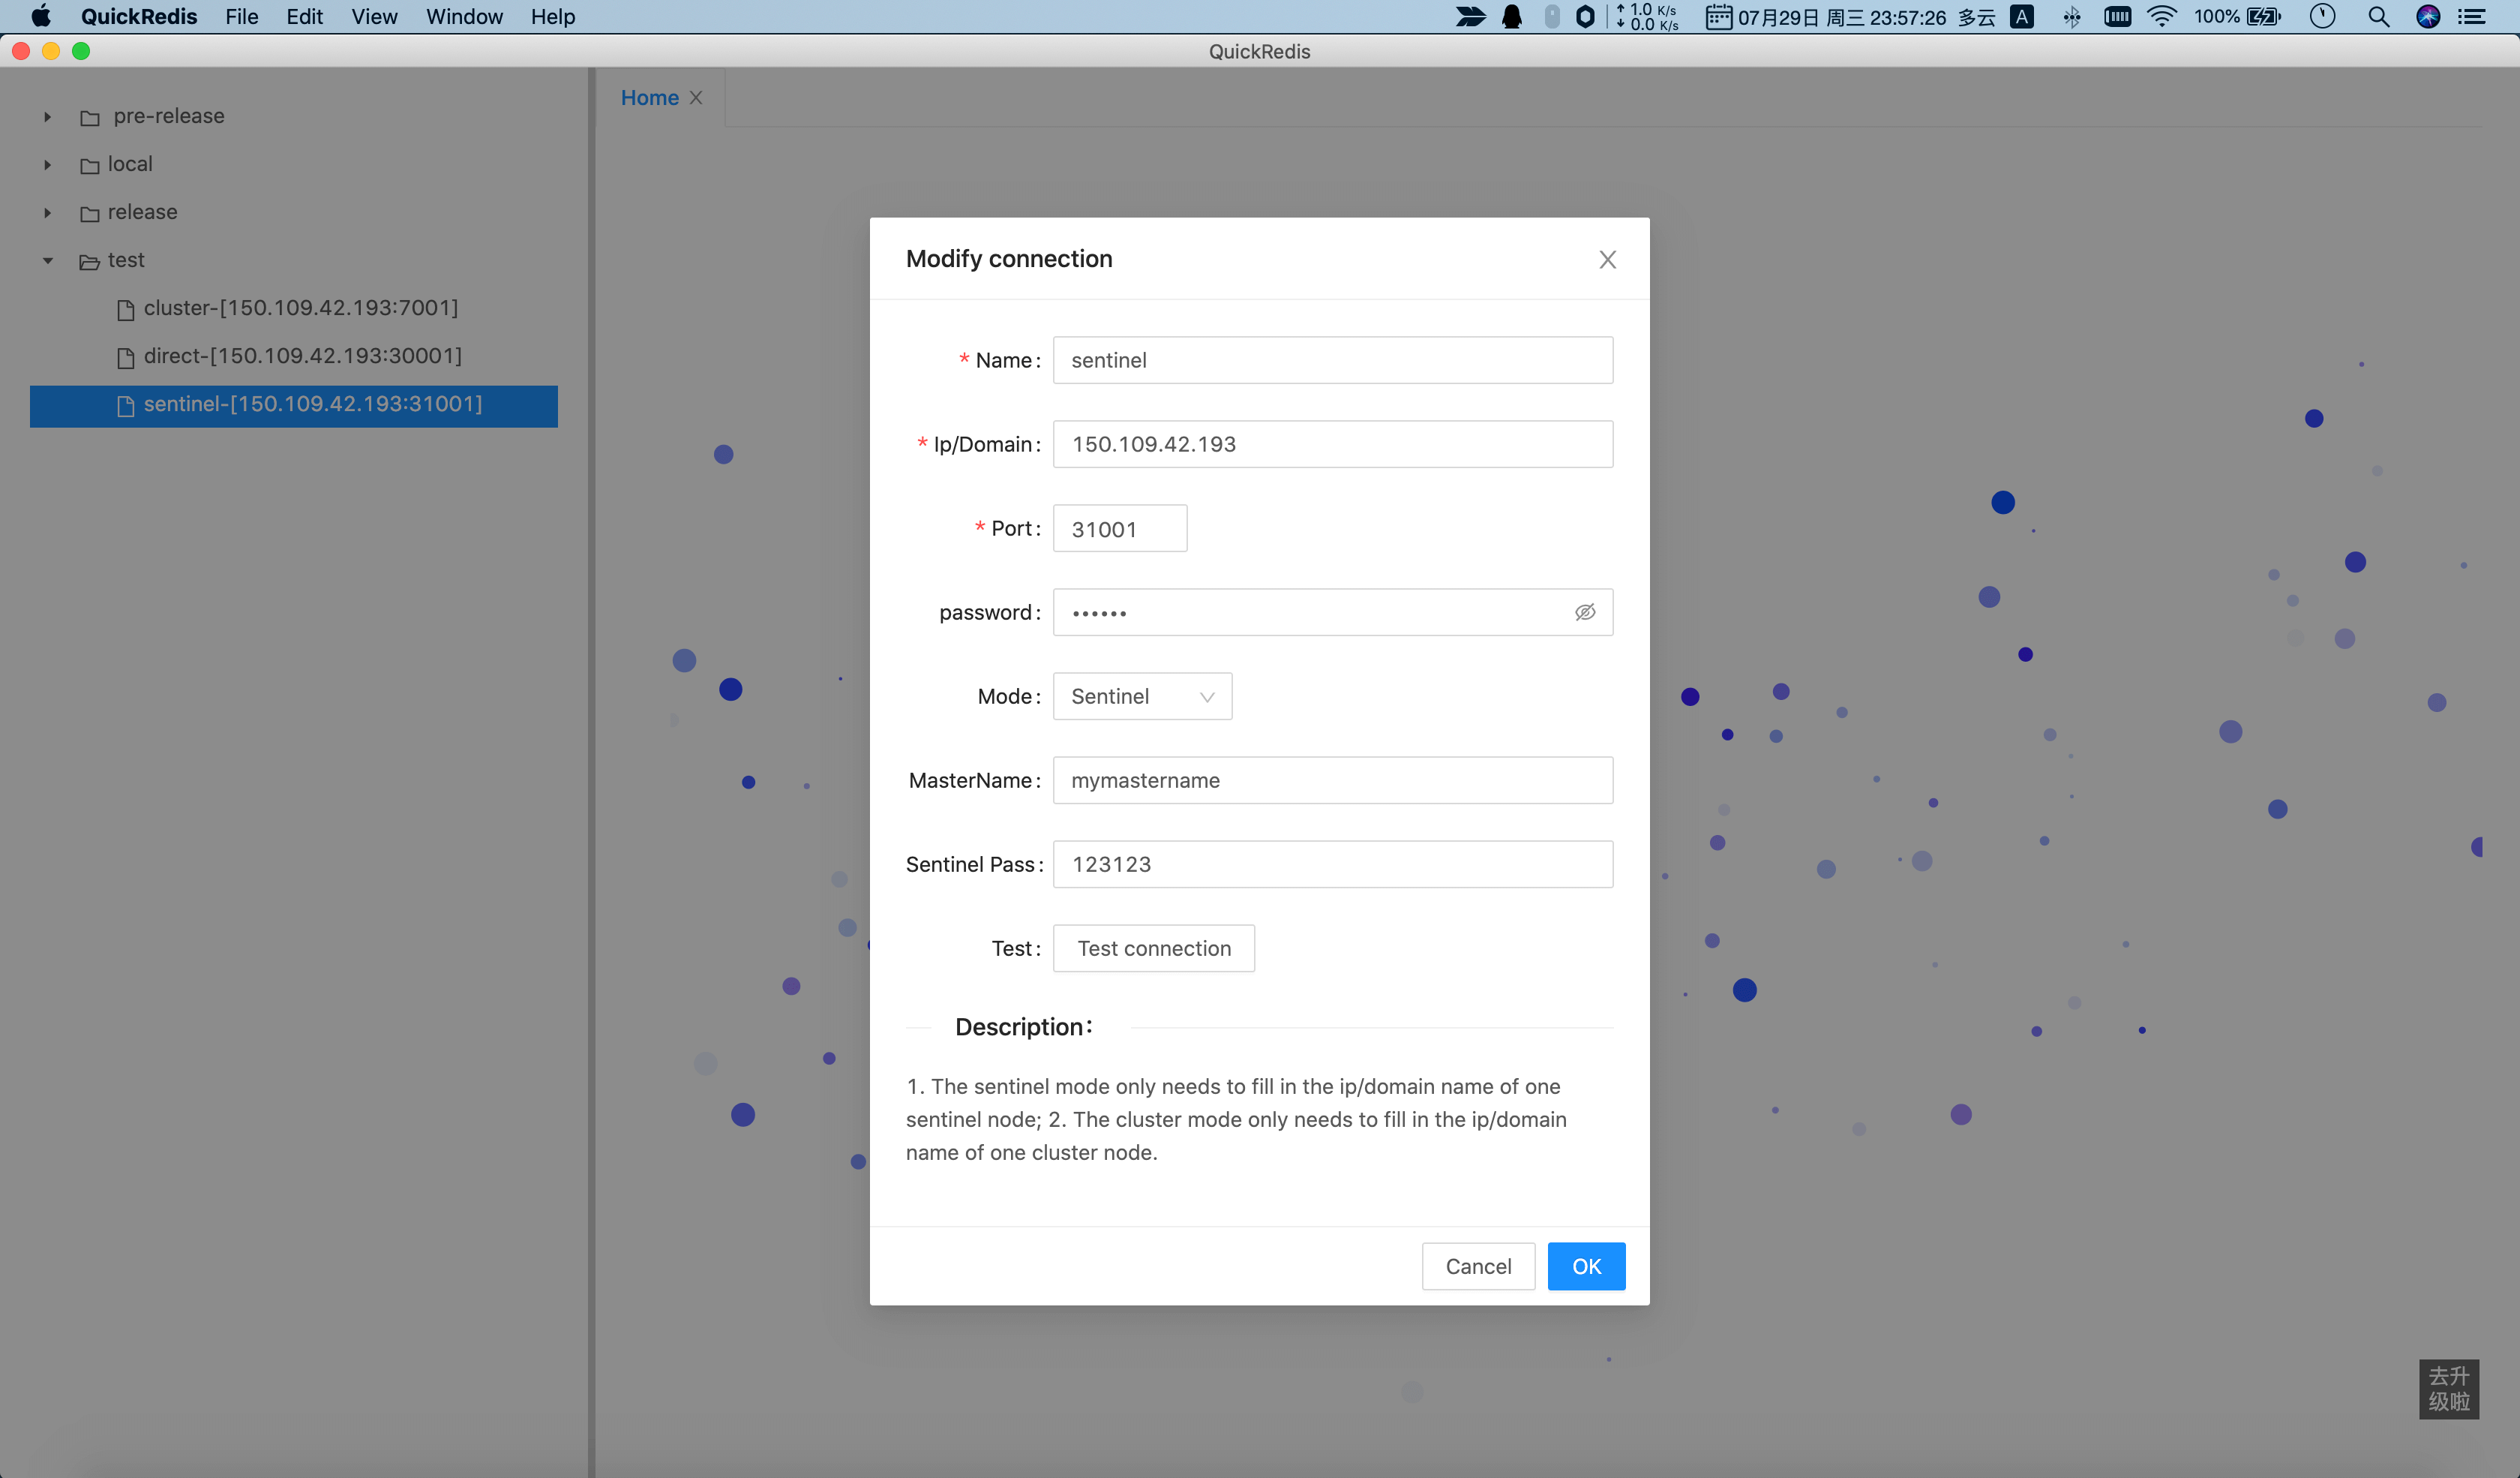 QuickRedis File Edit View Window Help
1.0 K/s
0.0 K/s
07月29日 周三 23:57:26 多云 A 100%
QuickRedis
Home
pre-release
local
release
test
cluster-[150.109.42.193:7001]
direct-[150.109.42.193:30001]
sentinel-[150.109.42.193:31001]
Modify connection
* Name: sentinel
* Ip/Domain: 150.109.42.193
* Port: 31001
password: ••••••
Mode: Sentinel
MasterName: mymastername
Sentinel Pass: 123123
Test: Test connection
Description:
1. The sentinel mode only needs to fill in the ip/domain name of one
sentinel node; 2. The cluster mode only needs to fill in the ip/domain
name of one cluster node.
Cancel OK
去升
级啦